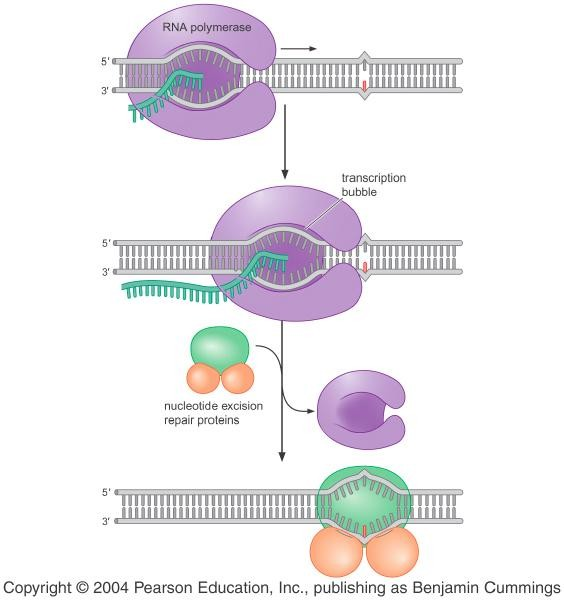 RNA polymerase
5'
3'
transcription
bubble
5'
3'
nucleotide excision
repair proteins
5'
3'
Copyright © 2004 Pearson Education, Inc., publishing as Benjamin Cummings